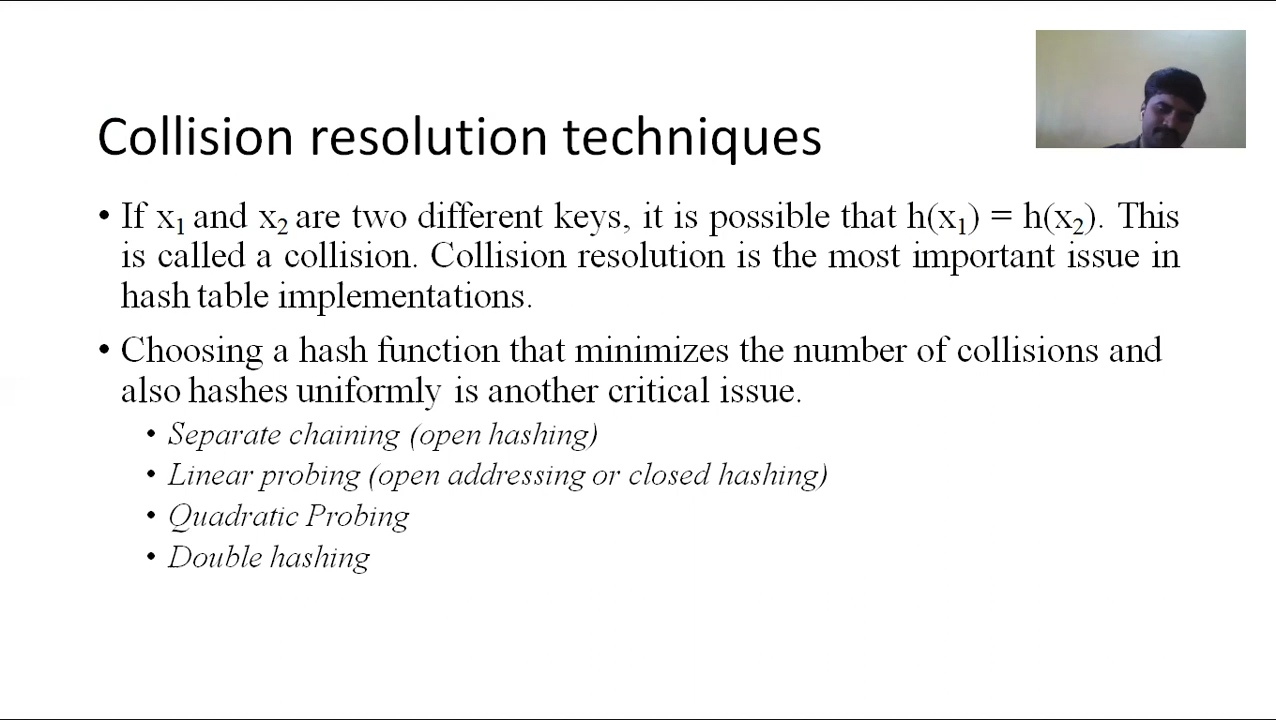 Collision resolution techniques
• If x₁ and x₂ are two different keys, it is possible that h(x₁) = h(x₂). This
is called a collision. Collision resolution is the most important issue in
hash table implementations.
• Choosing a hash function that minimizes the number of collisions and
also hashes uniformly is another critical issue.
• Separate chaining (open hashing)
• Linear probing (open addressing or closed hashing)
• Quadratic Probing
• Double hashing